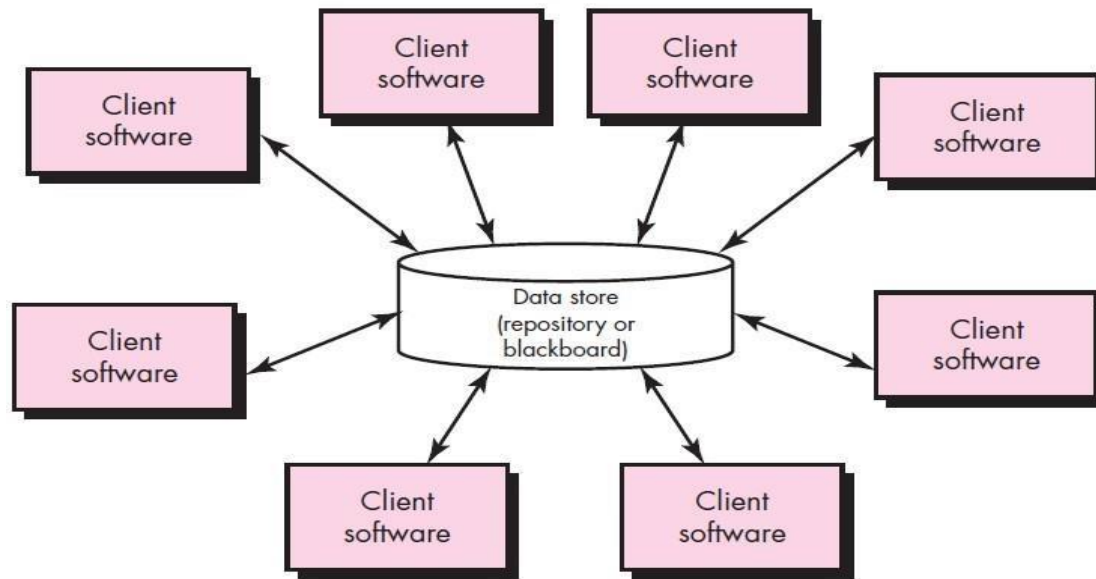 Client
software
Client
software
Client
software
Client
software
Data store
(repository or
blackboard)
Client
software
Client
software
Client
software
Client
software